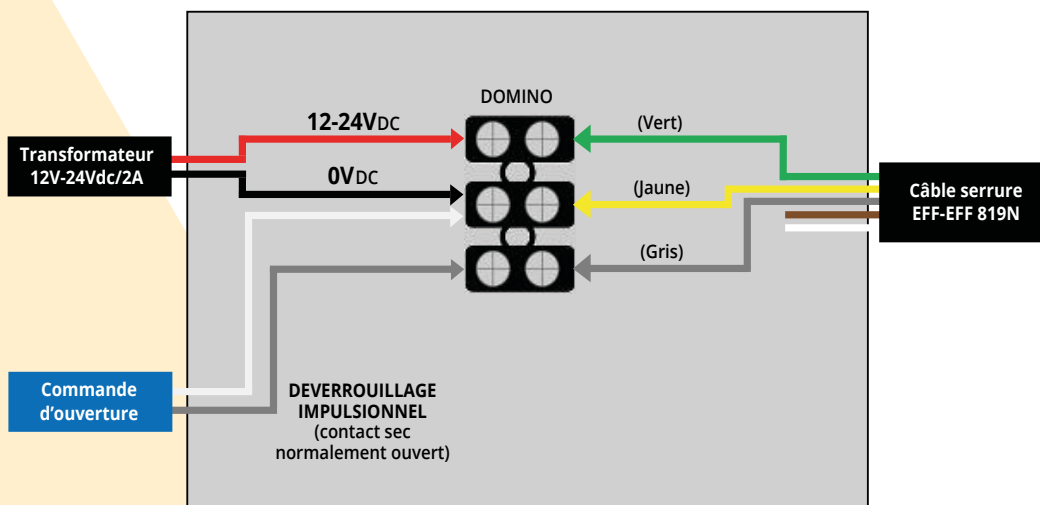 DOMINO
12-24VDC
(Vert)
Transformateur
12V-24Vdc/2A
0VDC
(Jaune)
Câble serrure
EFF-EFF 819N
(Gris)
Commande
d'ouverture
DEVERROUILLAGE
IMPULSIONNEL
(contact sec
normalement ouvert)